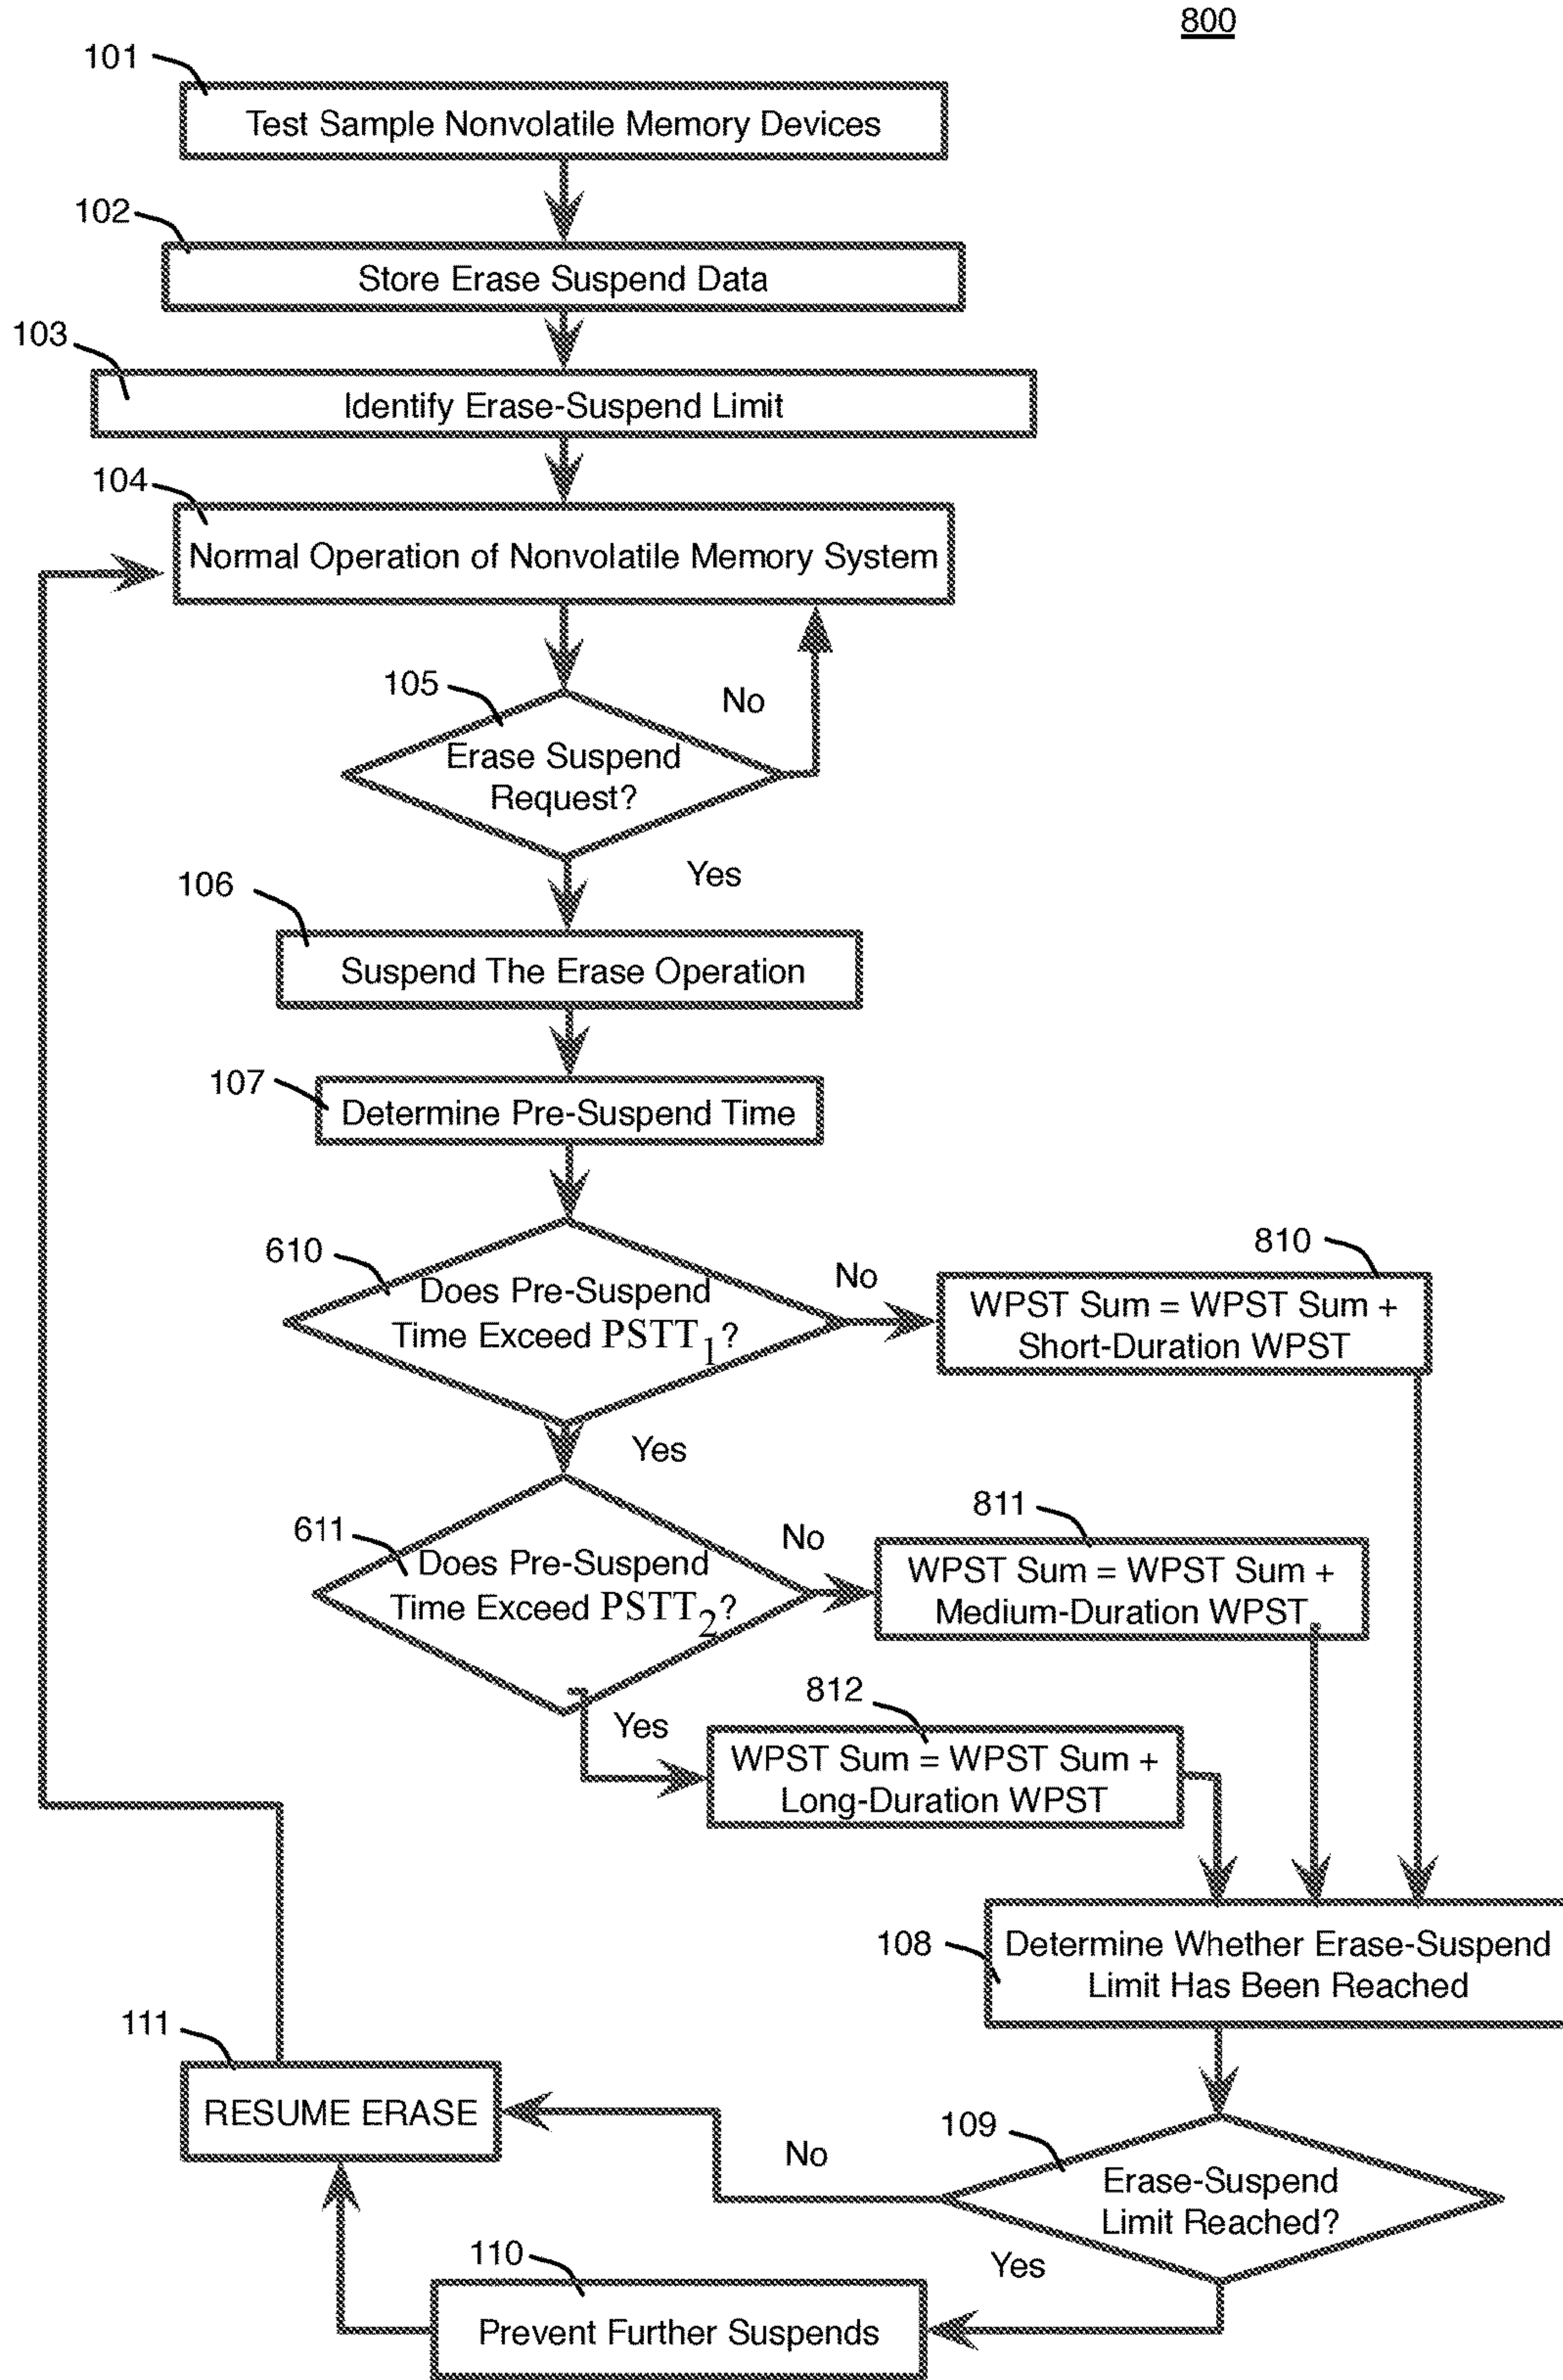 800
101
Test Sample Nonvolatile Memory Devices
102
Store Erase Suspend Data
103
Identify Erase-Suspend Limit
104
Normal Operation of Nonvolatile Memory System
105
No
Erase Suspend
Request?
Yes
106
Suspend The Erase Operation
107
Determine Pre-Suspend Time
610
Does Pre-Suspend
Time Exceed PSTT1?
No
810
WPST Sum = WPST Sum +
Short-Duration WPST
Yes
611
Does Pre-Suspend
Time Exceed PSTT2?
No
811
WPST Sum = WPST Sum +
Medium-Duration WPST
Yes
812
WPST Sum = WPST Sum +
Long-Duration WPST
108
Determine Whether Erase-Suspend
Limit Has Been Reached
111
RESUME ERASE
109
No
Erase-Suspend
Limit Reached?
Yes
110
Prevent Further Suspends